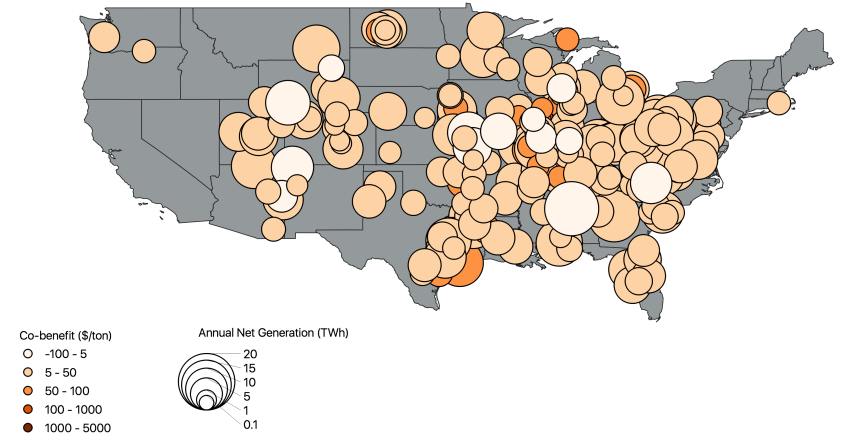 Co-benefit ($/ton)
-100 - 5
5 - 50
50 - 100
100 - 1000
1000 - 5000
Annual Net Generation (TWh)
20
15
10
5
1
0.1